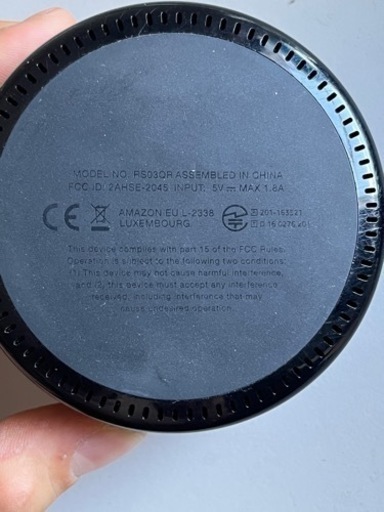 MODEL NO. RS03QR ASSEMBLED IN CHINA
FCC ID: 2AHSE-2045 INPUT: 5V⎓ MAX 1.8A
CE AMAZON EU L-2338
LUXEMBOURG
This device complies with part 15 of the FCC Rules.
Operation is subject to the following two conditions:
(1) This device may not cause harmful interference,
and (2), this device must accept any interference
received, including interference that may
cause undesired operation.